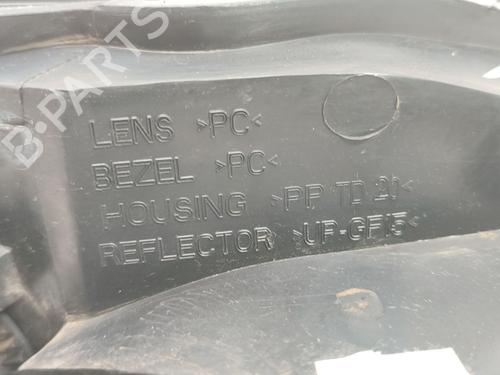 B-PARTS
LENS >PC<
BEZEL >PC<
HOUSING >PP TD 20<
REFLECTOR >UP-GF15<